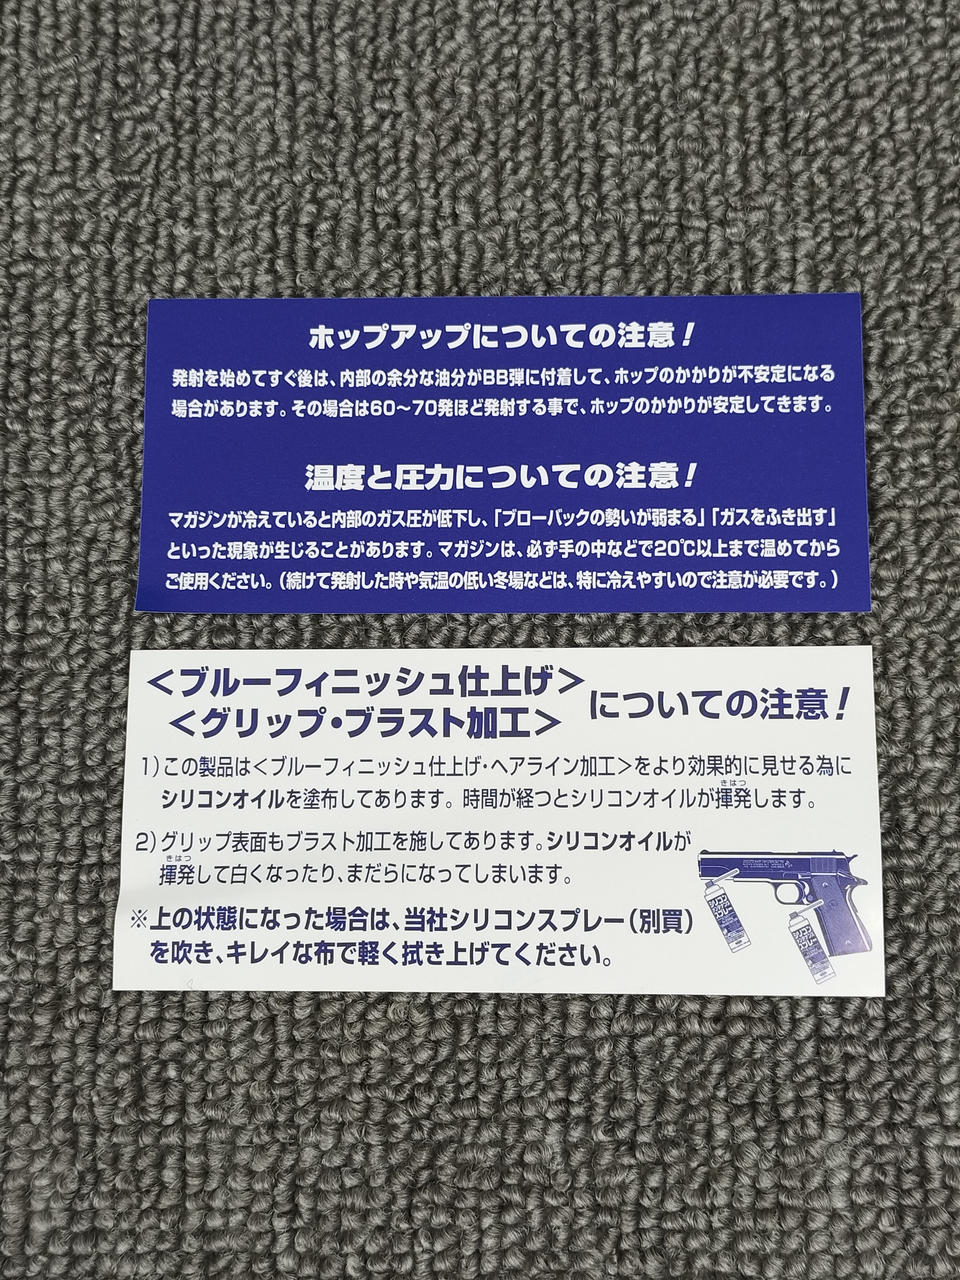 ホップアップについての注意！
発射を始めてすぐ後は、内部の余分な油分がBB弾に付着して、ホップのかかりが不安定になる
場合があります。その場合は60～70発ほど発射する事で、ホップのかかりが安定してきます。
温度と圧力についての注意！
マガジンが冷えていると内部のガス圧が低下し、「ブローバックの勢いが弱まる」「ガスをふき出す」
といった現象が生じることがあります。マガジンは、必ず手の中などで20℃以上まで温めてから
ご使用ください。（続けて発射した時や気温の低い冬場などは、特に冷えやすいので注意が必要です。）
＜ブルーフィニッシュ仕上げ＞
＜グリップ・ブラスト加工＞
についての注意！
1）この製品は＜ブルーフィニッシュ仕上げ・ヘアライン加工＞をより効果的に見せる為に
きはつ
シリコンオイルを塗布してあります。時間が経つとシリコンオイルが揮発します。
2）グリップ表面もブラスト加工を施してあります。シリコンオイルが
きはつ
揮発して白くなったり、まだらになってしまいます。
※上の状態になった場合は、当社シリコンスプレー（別買）
を吹き、キレイな布で軽く拭き上げてください。
シリコン
スプレー
シリコン
スプレー